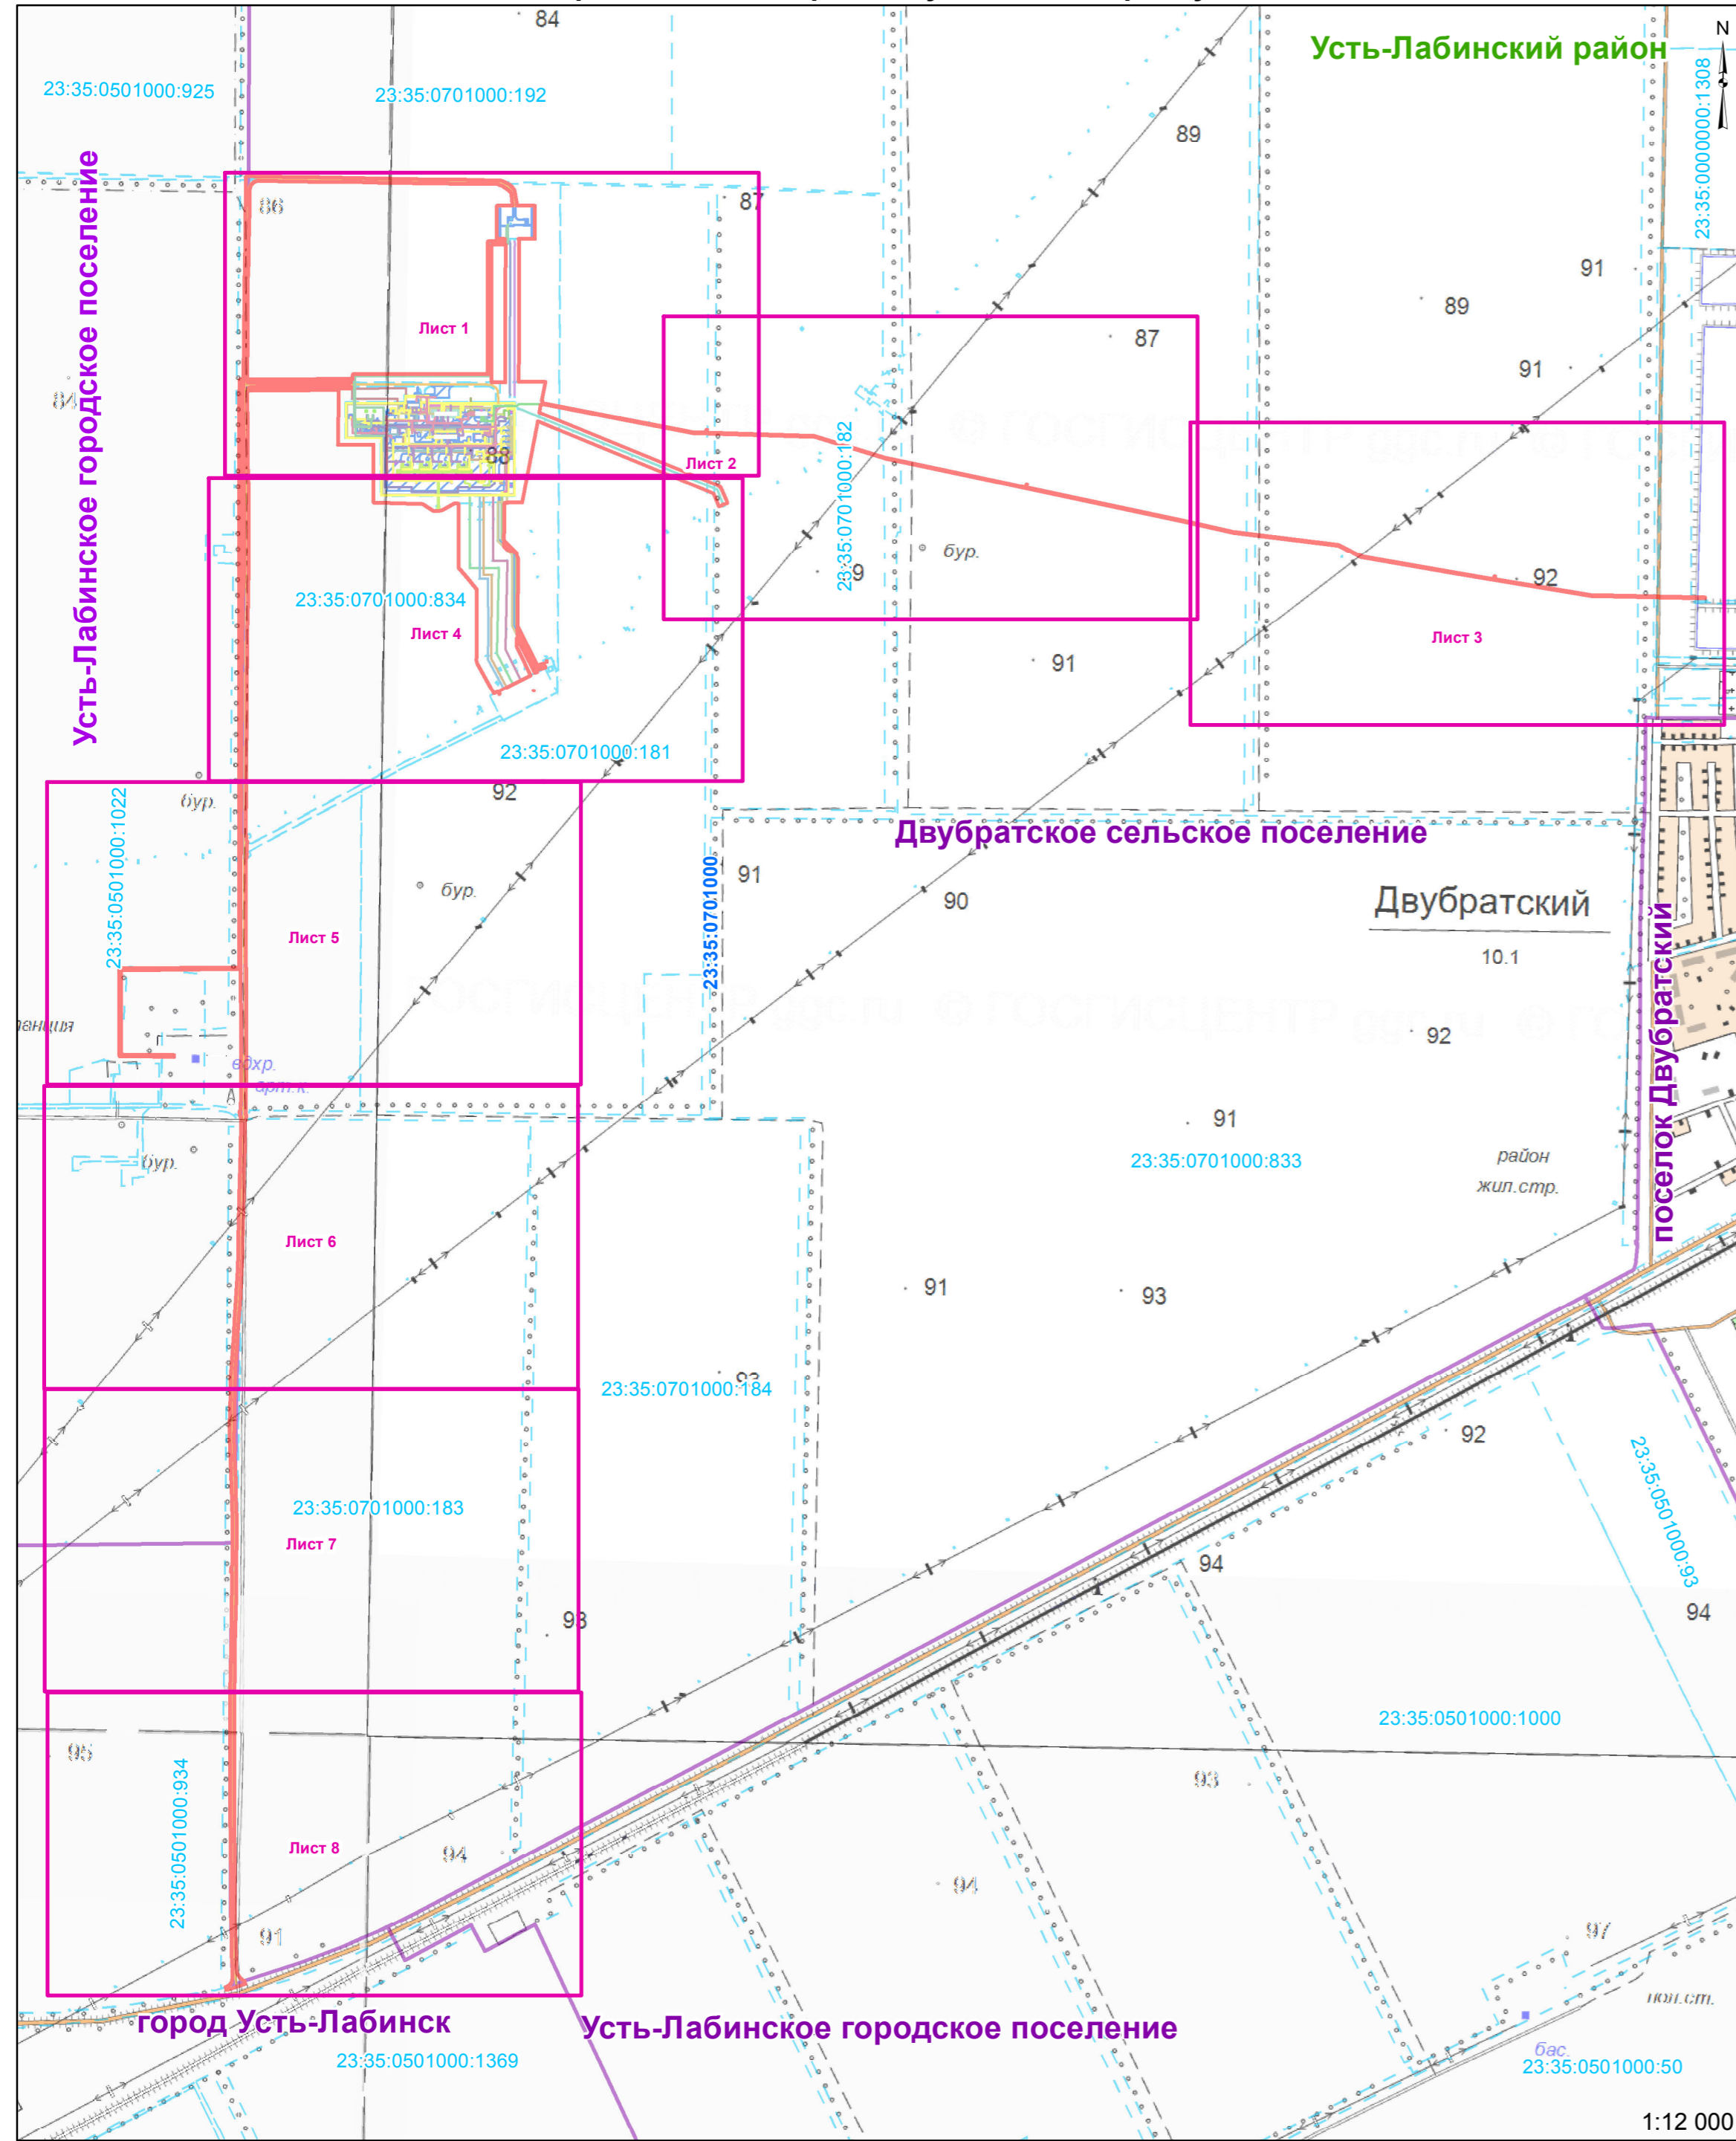 84
Усть-Лабинский район
N
23:35:0501000:925
23:35:0701000:192
23:35:0000000:1308
89
Усть-Лабинское городское поселение
86
87
91
89
Лист 1
87
91
84
23:35:0701000:182
88
Лист 2
бур.
89
92
23:35:0701000:834
Лист 4
Лист 3
91
23:35:0701000:181
92
бур.
23:35:0501000:1022
Двубратское сельское поселение
91
бур.
90
23:35:0701000
Двубратский
10.1
Лист 5
поселок Двубратский
92
анция
вдхр.
арт.к.
А
91
бур.
23:35:0701000:833
район
жил.стр.
Лист 6
91
93
23:35:0701000:184
92
23:35:0501000:93
23:35:0701000:183
Лист 7
94
93
94
23:35:0501000:1000
95
23:35:0501000:934
93
Лист 8
94
94
91
97
пол.ст.
город Усть-Лабинск
Усть-Лабинское городское поселение
бас.
23:35:0501000:1369
23:35:0501000:50
1:12 000